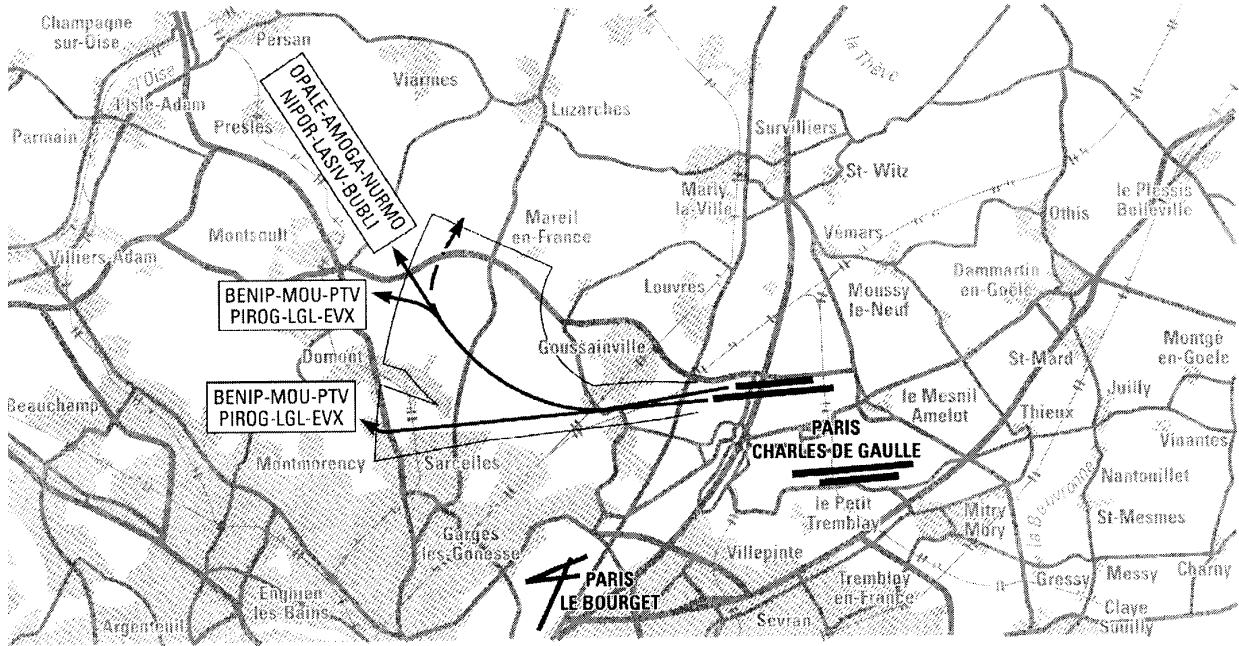 Champagne
sur-Oise
Persan
l'Oise
l'Isle-Adam
Parmain
Presles
Viarmes
Luzarches
la Thève
Survilliers
St-Witz
OPALE-AMOGA-NURMO
NIPOR-LASIV-BUBLI
Marly
la-Ville
le Plessis
Belleville
Othis
Montsoult
Mareil
en-France
Vémars
Villiers-Adam
Dammartin
en-Goële
Louvres
Moussy
le-Neuf
BENIP-MOU-PTV
PIROG-LGL-EVX
Montgé
en-Goele
Domont
Goussainville
St-Mard
Juilly
BENIP-MOU-PTV
PIROG-LGL-EVX
le Mesnil
Amelot
Thieux
Beauchamp
PARIS
CHARLES DE GAULLE
Vinantes
Montmorency
Sarcelles
Nantouillet
le Petit
Tremblay
Mitry
Mory
la Beuvronne
St-Mesmes
Garges
les-Gonesse
Villepinte
PARIS
LE BOURGET
Tremblay
en-France
Gressy
Messy
Charny
Enghien
les-Bains
Sevran
Claye
Souilly
Argenteuil